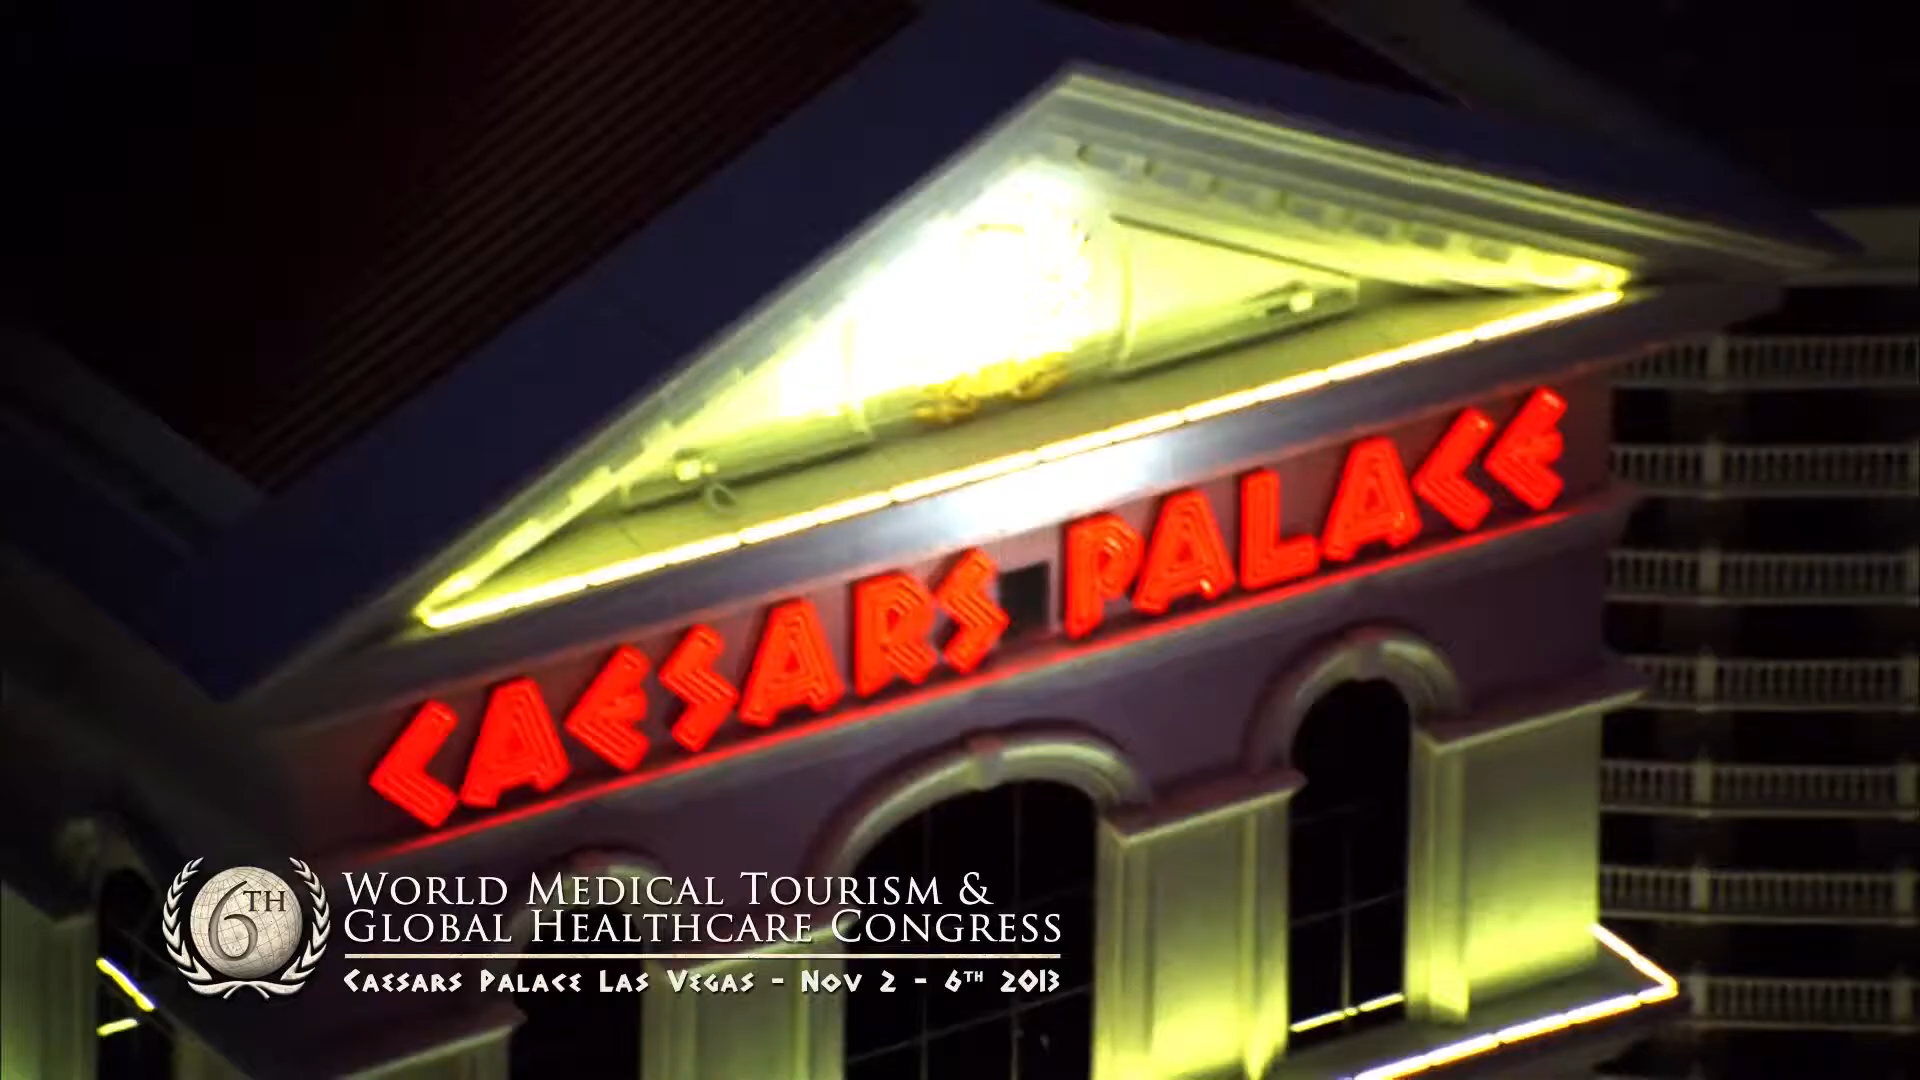 CAESARS PALACE
6TH
WORLD MEDICAL TOURISM &
GLOBAL HEALTHCARE CONGRESS
CAESARS PALACE LAS VEGAS - NOV 2 - 6TH 2013